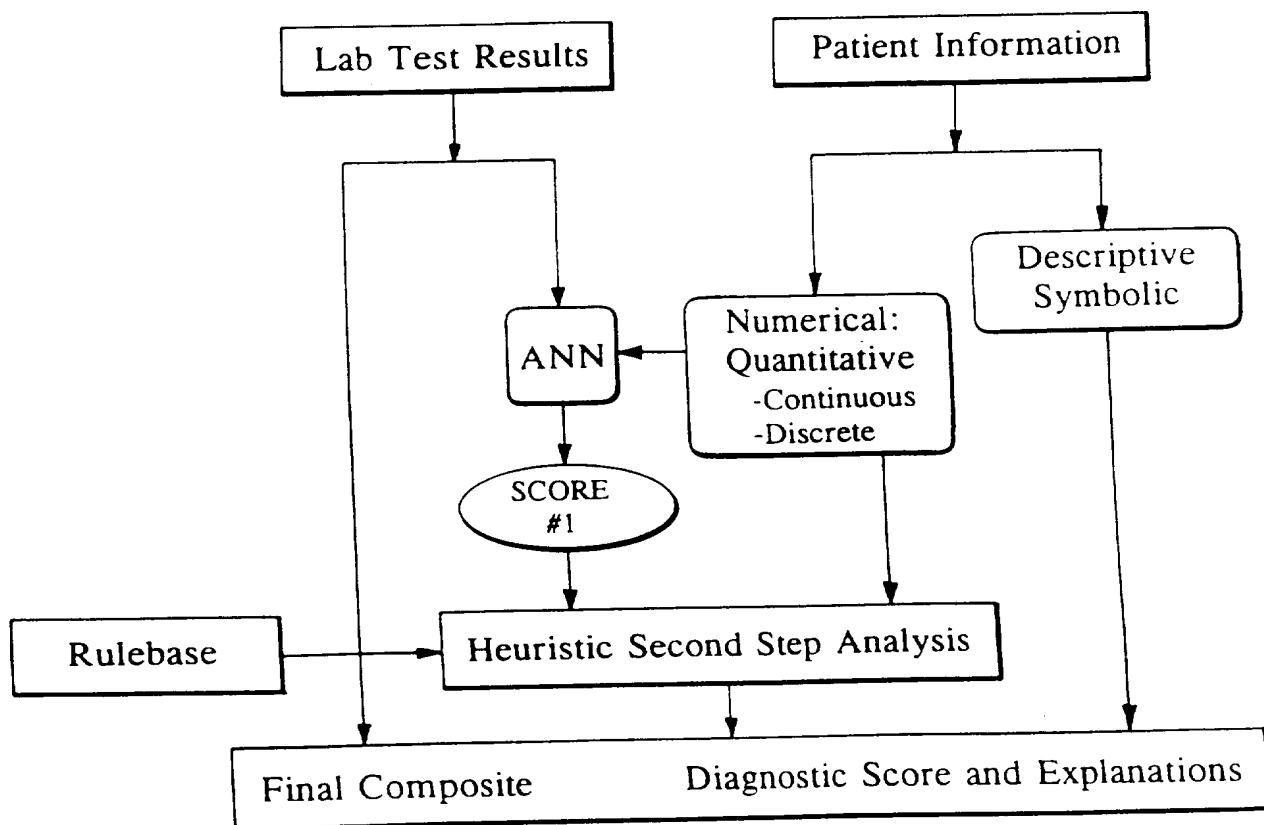 Lab Test Results
Patient Information
Descriptive
Symbolic
Numerical:
Quantitative
-Continuous
-Discrete
ANN
SCORE
#1
Rulebase
Heuristic Second Step Analysis
Final Composite Diagnostic Score and Explanations